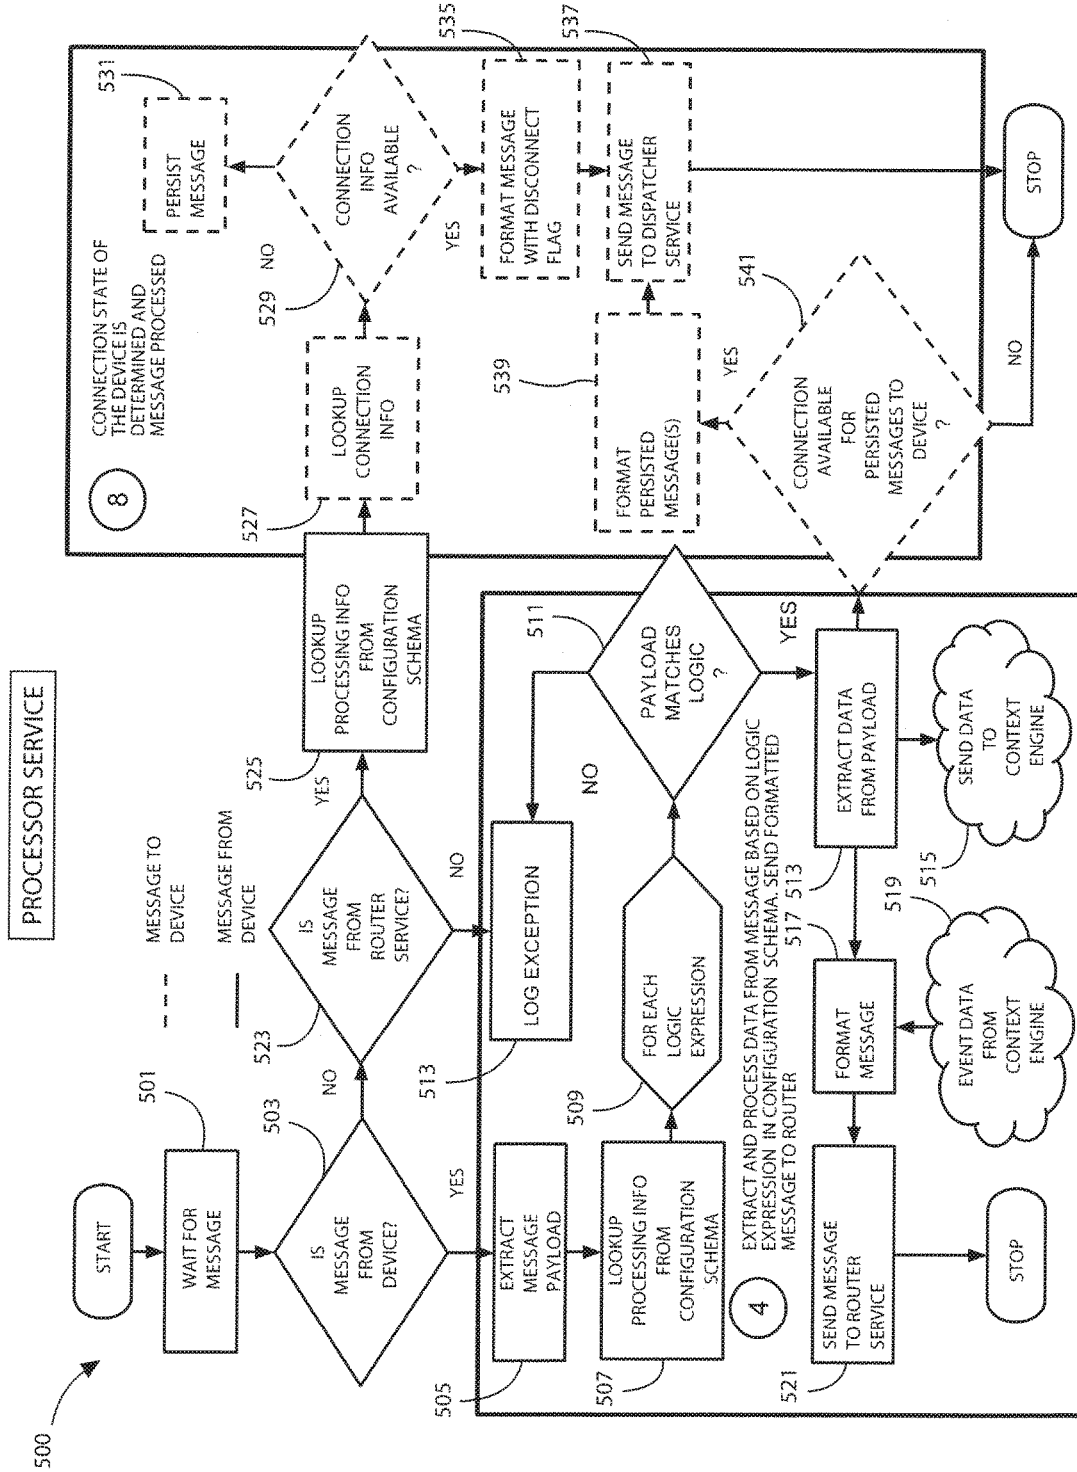 PROCESSOR SERVICE
MESSAGE TO
DEVICE
MESSAGE FROM
DEVICE
500
START
501
WAIT FOR
MESSAGE
503
IS
MESSAGE
FROM
DEVICE?
NO
YES
523
IS
MESSAGE
FROM
ROUTER
SERVICE?
YES
NO
525
LOOKUP
PROCESSING INFO
FROM
CONFIGURATION
SCHEMA
8
CONNECTION STATE OF
THE DEVICE IS
DETERMINED AND
MESSAGE PROCESSED
527
LOOKUP
CONNECTION
INFO
529
CONNECTION
INFO
AVAILABLE
?
NO
YES
531
PERSIST
MESSAGE
535
FORMAT MESSAGE
WITH DISCONNECT
FLAG
537
SEND MESSAGE
TO DISPATCHER
SERVICE
539
FORMAT
PERSISTED
MESSAGE(S)
541
CONNECTION
AVAILABLE
FOR
PERSISTED
MESSAGES TO
DEVICE
?
YES
NO
STOP
505
EXTRACT
MESSAGE
PAYLOAD
507
LOOKUP
PROCESSING INFO
FROM
CONFIGURATION
SCHEMA
513
LOG EXCEPTION
509
FOR EACH
LOGIC
EXPRESSION
511
PAYLOAD
MATCHES
LOGIC
?
NO
YES
4
EXTRACT AND PROCESS DATA FROM MESSAGE BASED ON LOGIC
EXPRESSION IN CONFIGURATION SCHEMA. SEND FORMATTED
MESSAGE TO ROUTER
513
EXTRACT DATA
FROM PAYLOAD
515
SEND DATA
TO
CONTEXT
ENGINE
517
FORMAT
MESSAGE
519
EVENT DATA
FROM
CONTEXT
ENGINE
521
SEND MESSAGE
TO ROUTER
SERVICE
STOP